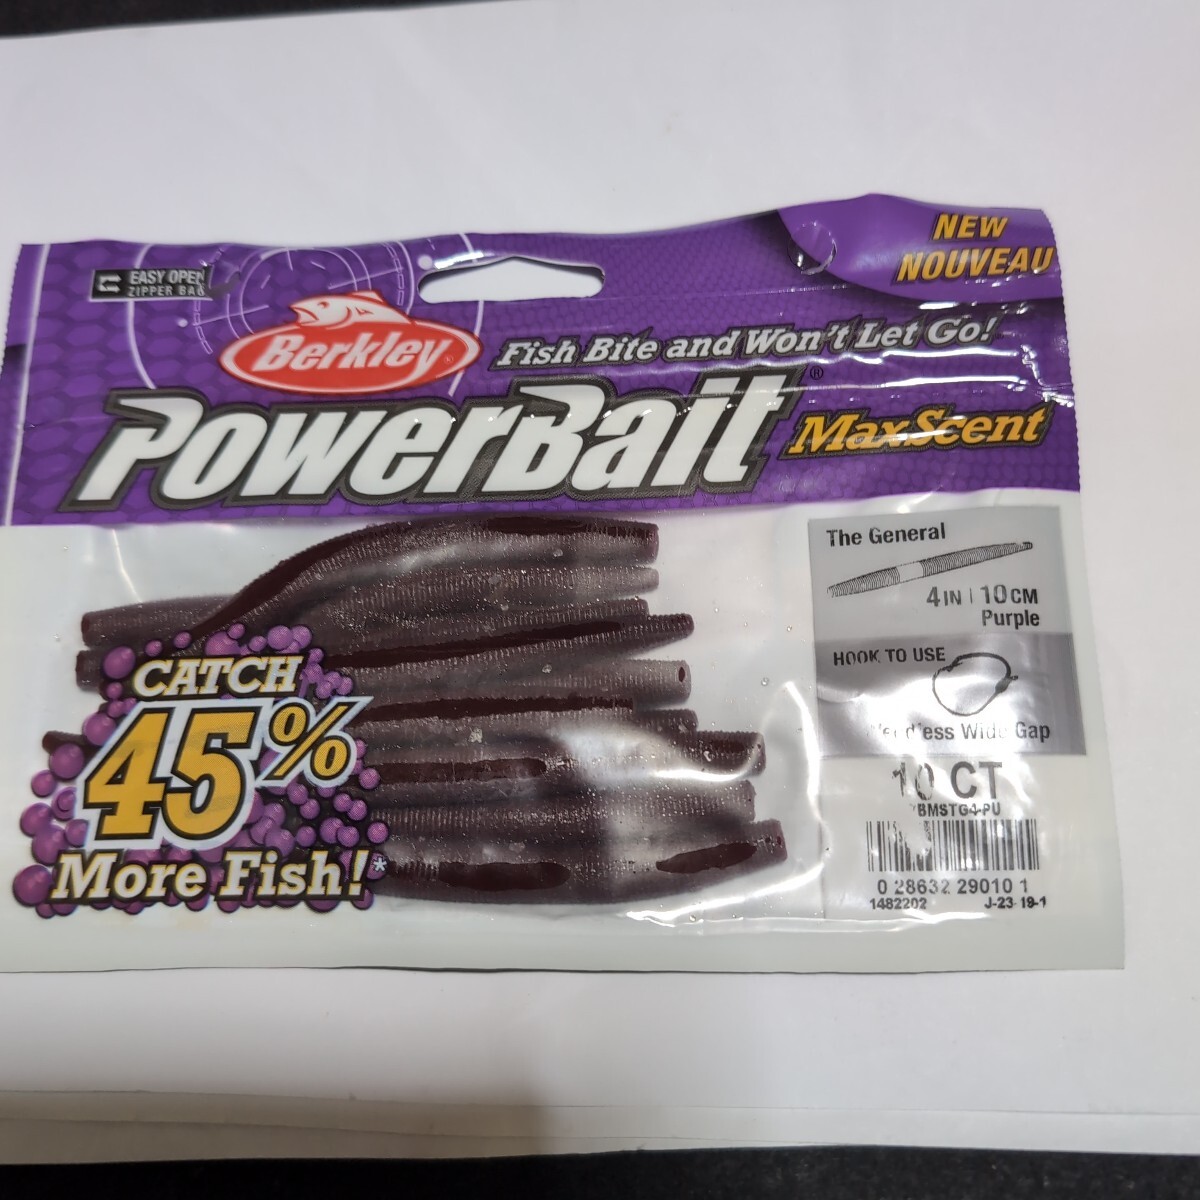 NEW
NOUVEAU
EASY OPEN
ZIPPER BAG
Berkley®
Fish Bite and Won't Let Go!
PowerBait®
MaxScent
The General
4 IN | 10 CM
Purple
HOOK TO USE
Wide Gap
10 CT
CATCH
45%
More Fish!*
0 28632 29010 1
1482202 J-23-19-1